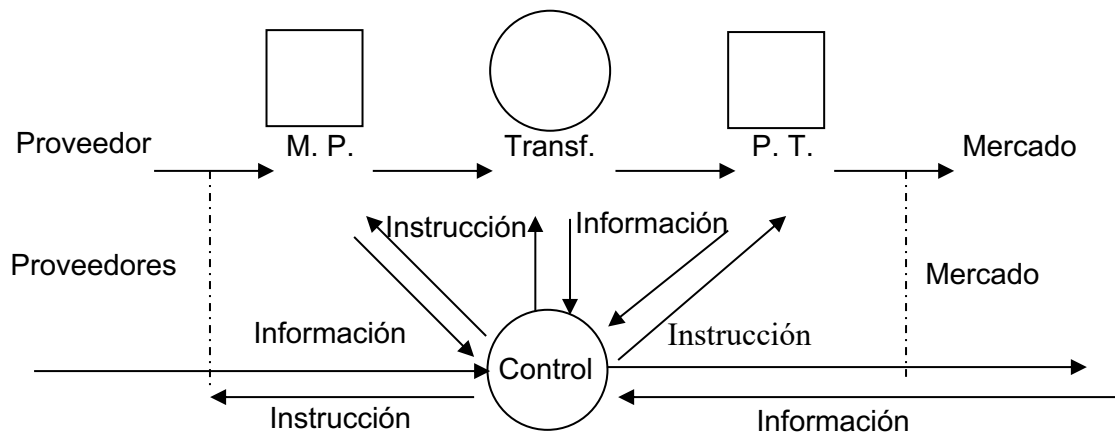 Proveedor
M. P.
Transf.
P. T.
Mercado
Instrucción
Información
Proveedores
Mercado
Información
Instrucción
Control
Instrucción
Información